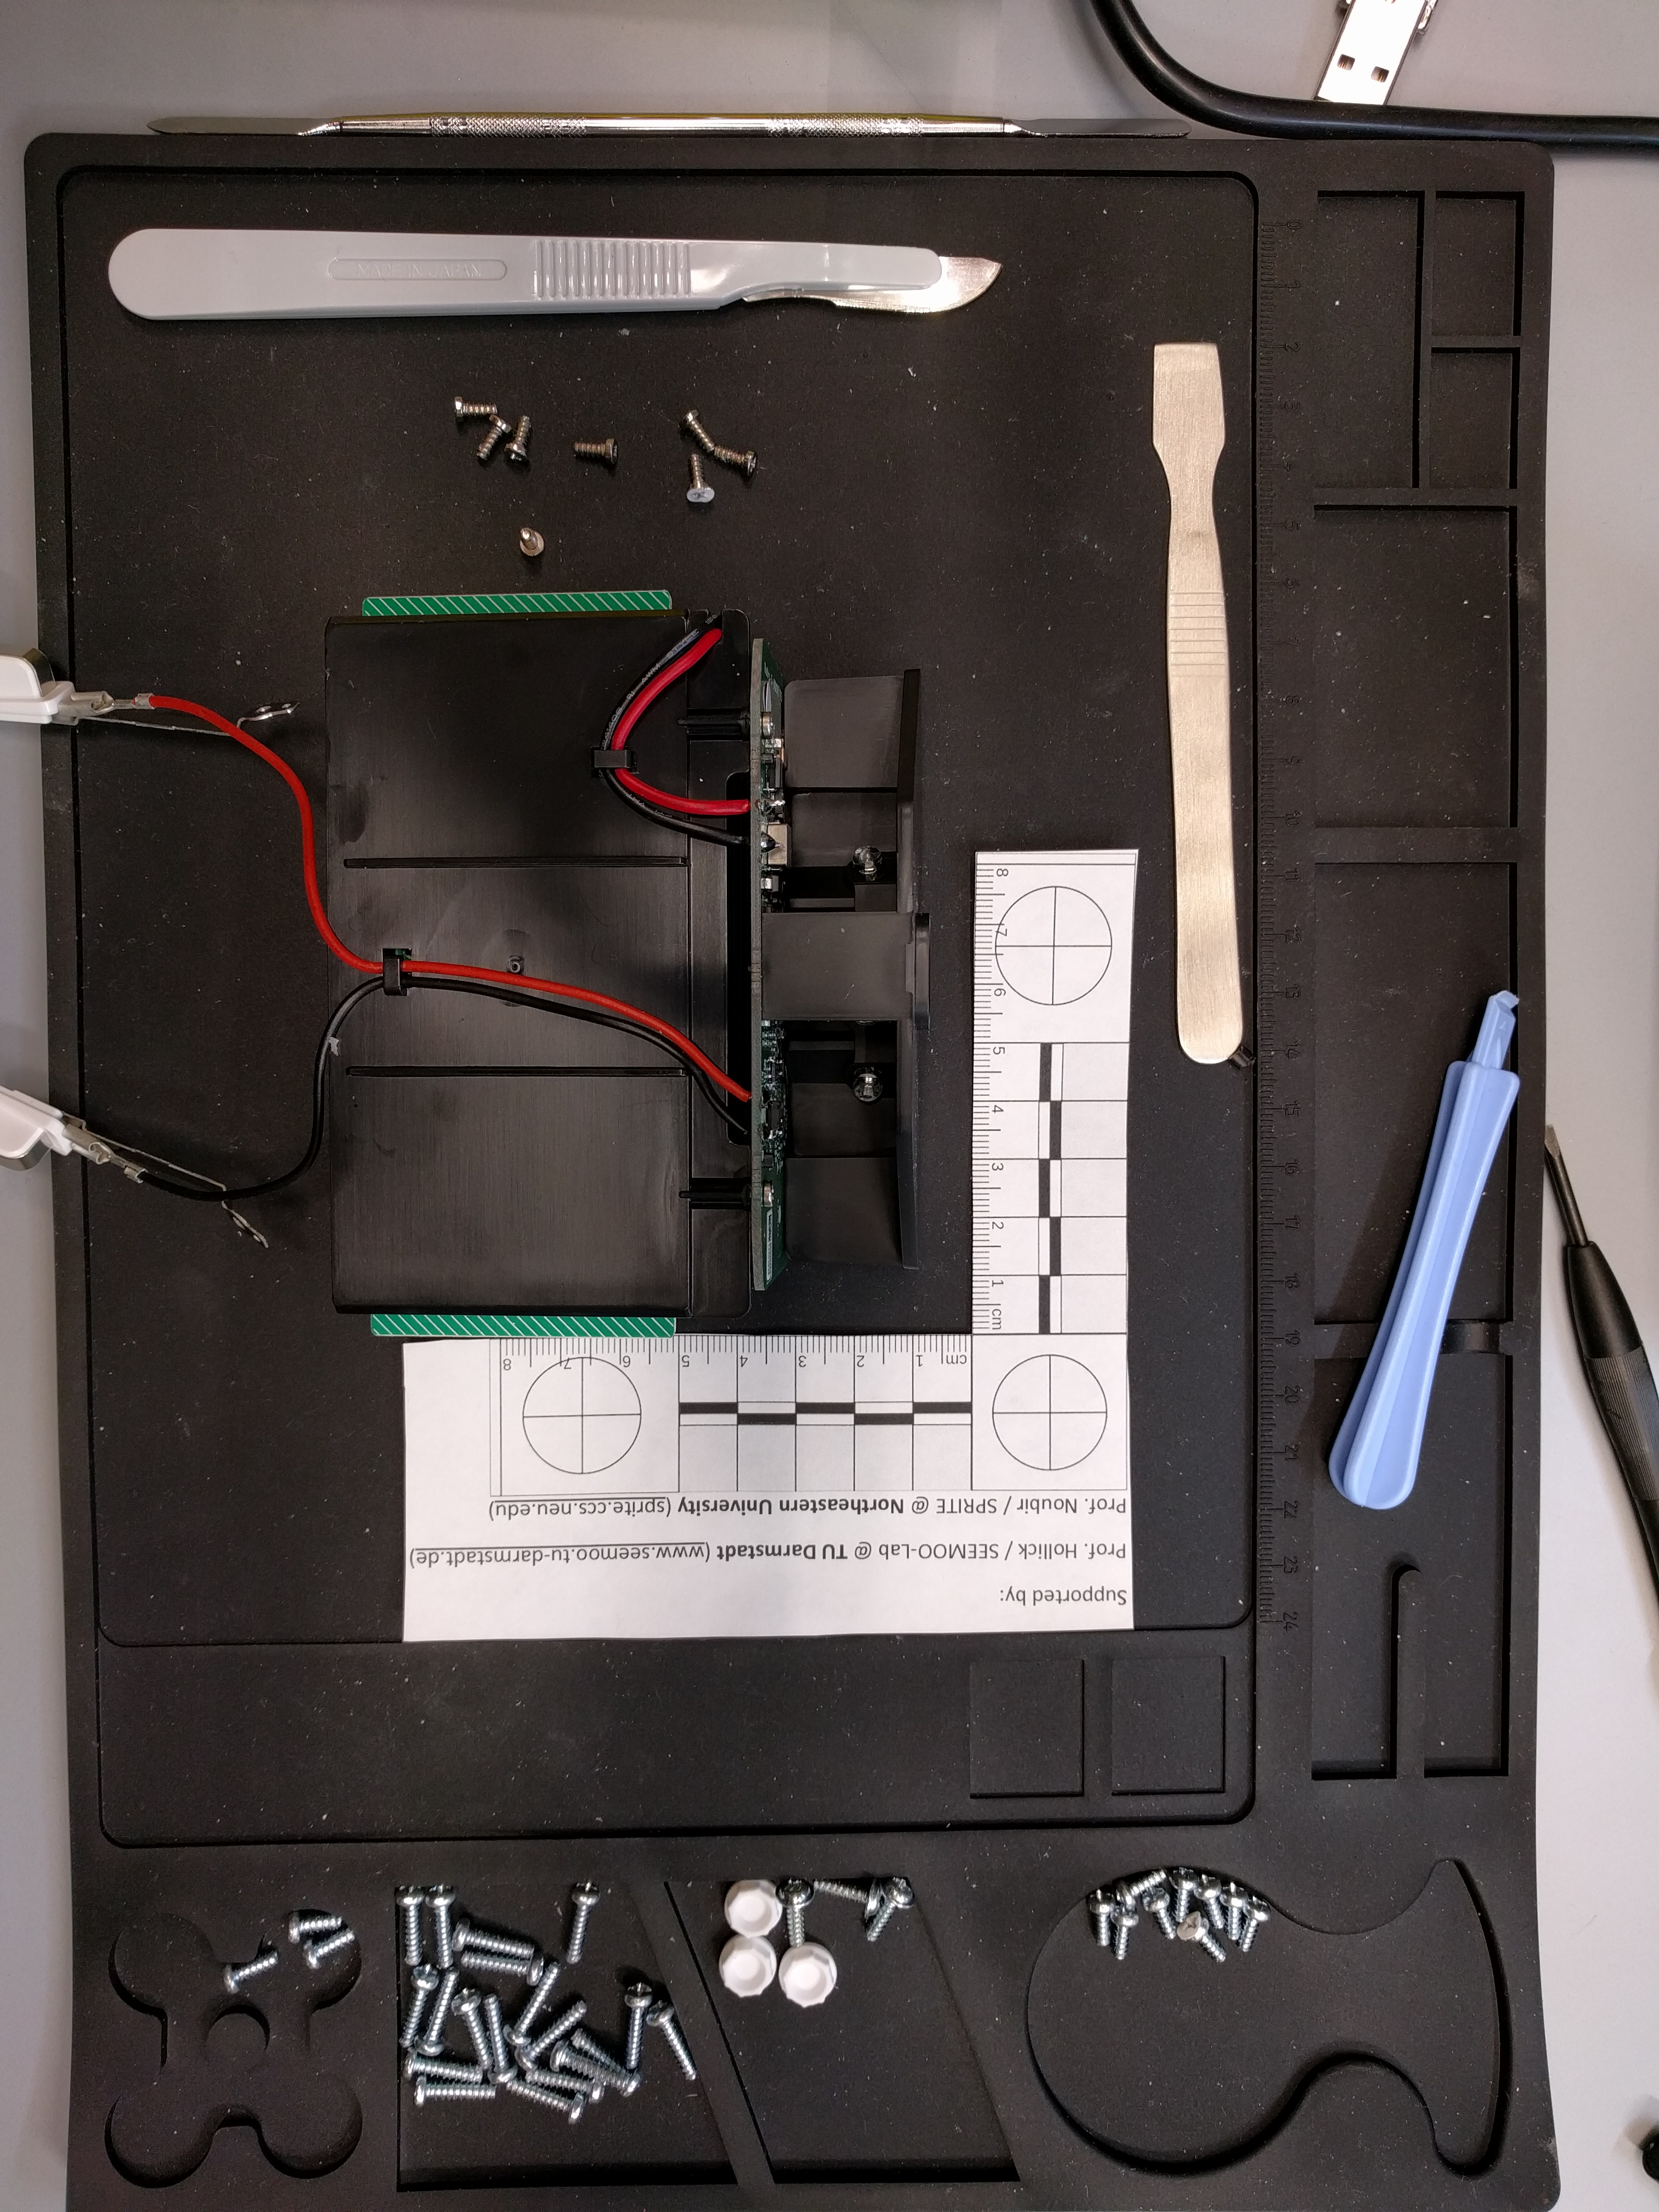 0 1 2 3 4 5 6 7 8 9 10 11 12 13 14 15 16 17 18 19 20 21 22 23 24
Supported by:
Prof. Hollick / SEEMOO-Lab @ TU Darmstadt (www.seemoo.tu-darmstadt.de)
Prof. Noubir / SPRITE @ Northeastern University (sprite.ccs.neu.edu)
8 7 6 5 4 3 2 1 cm
cm 1 2 3 4 5 6 7 8